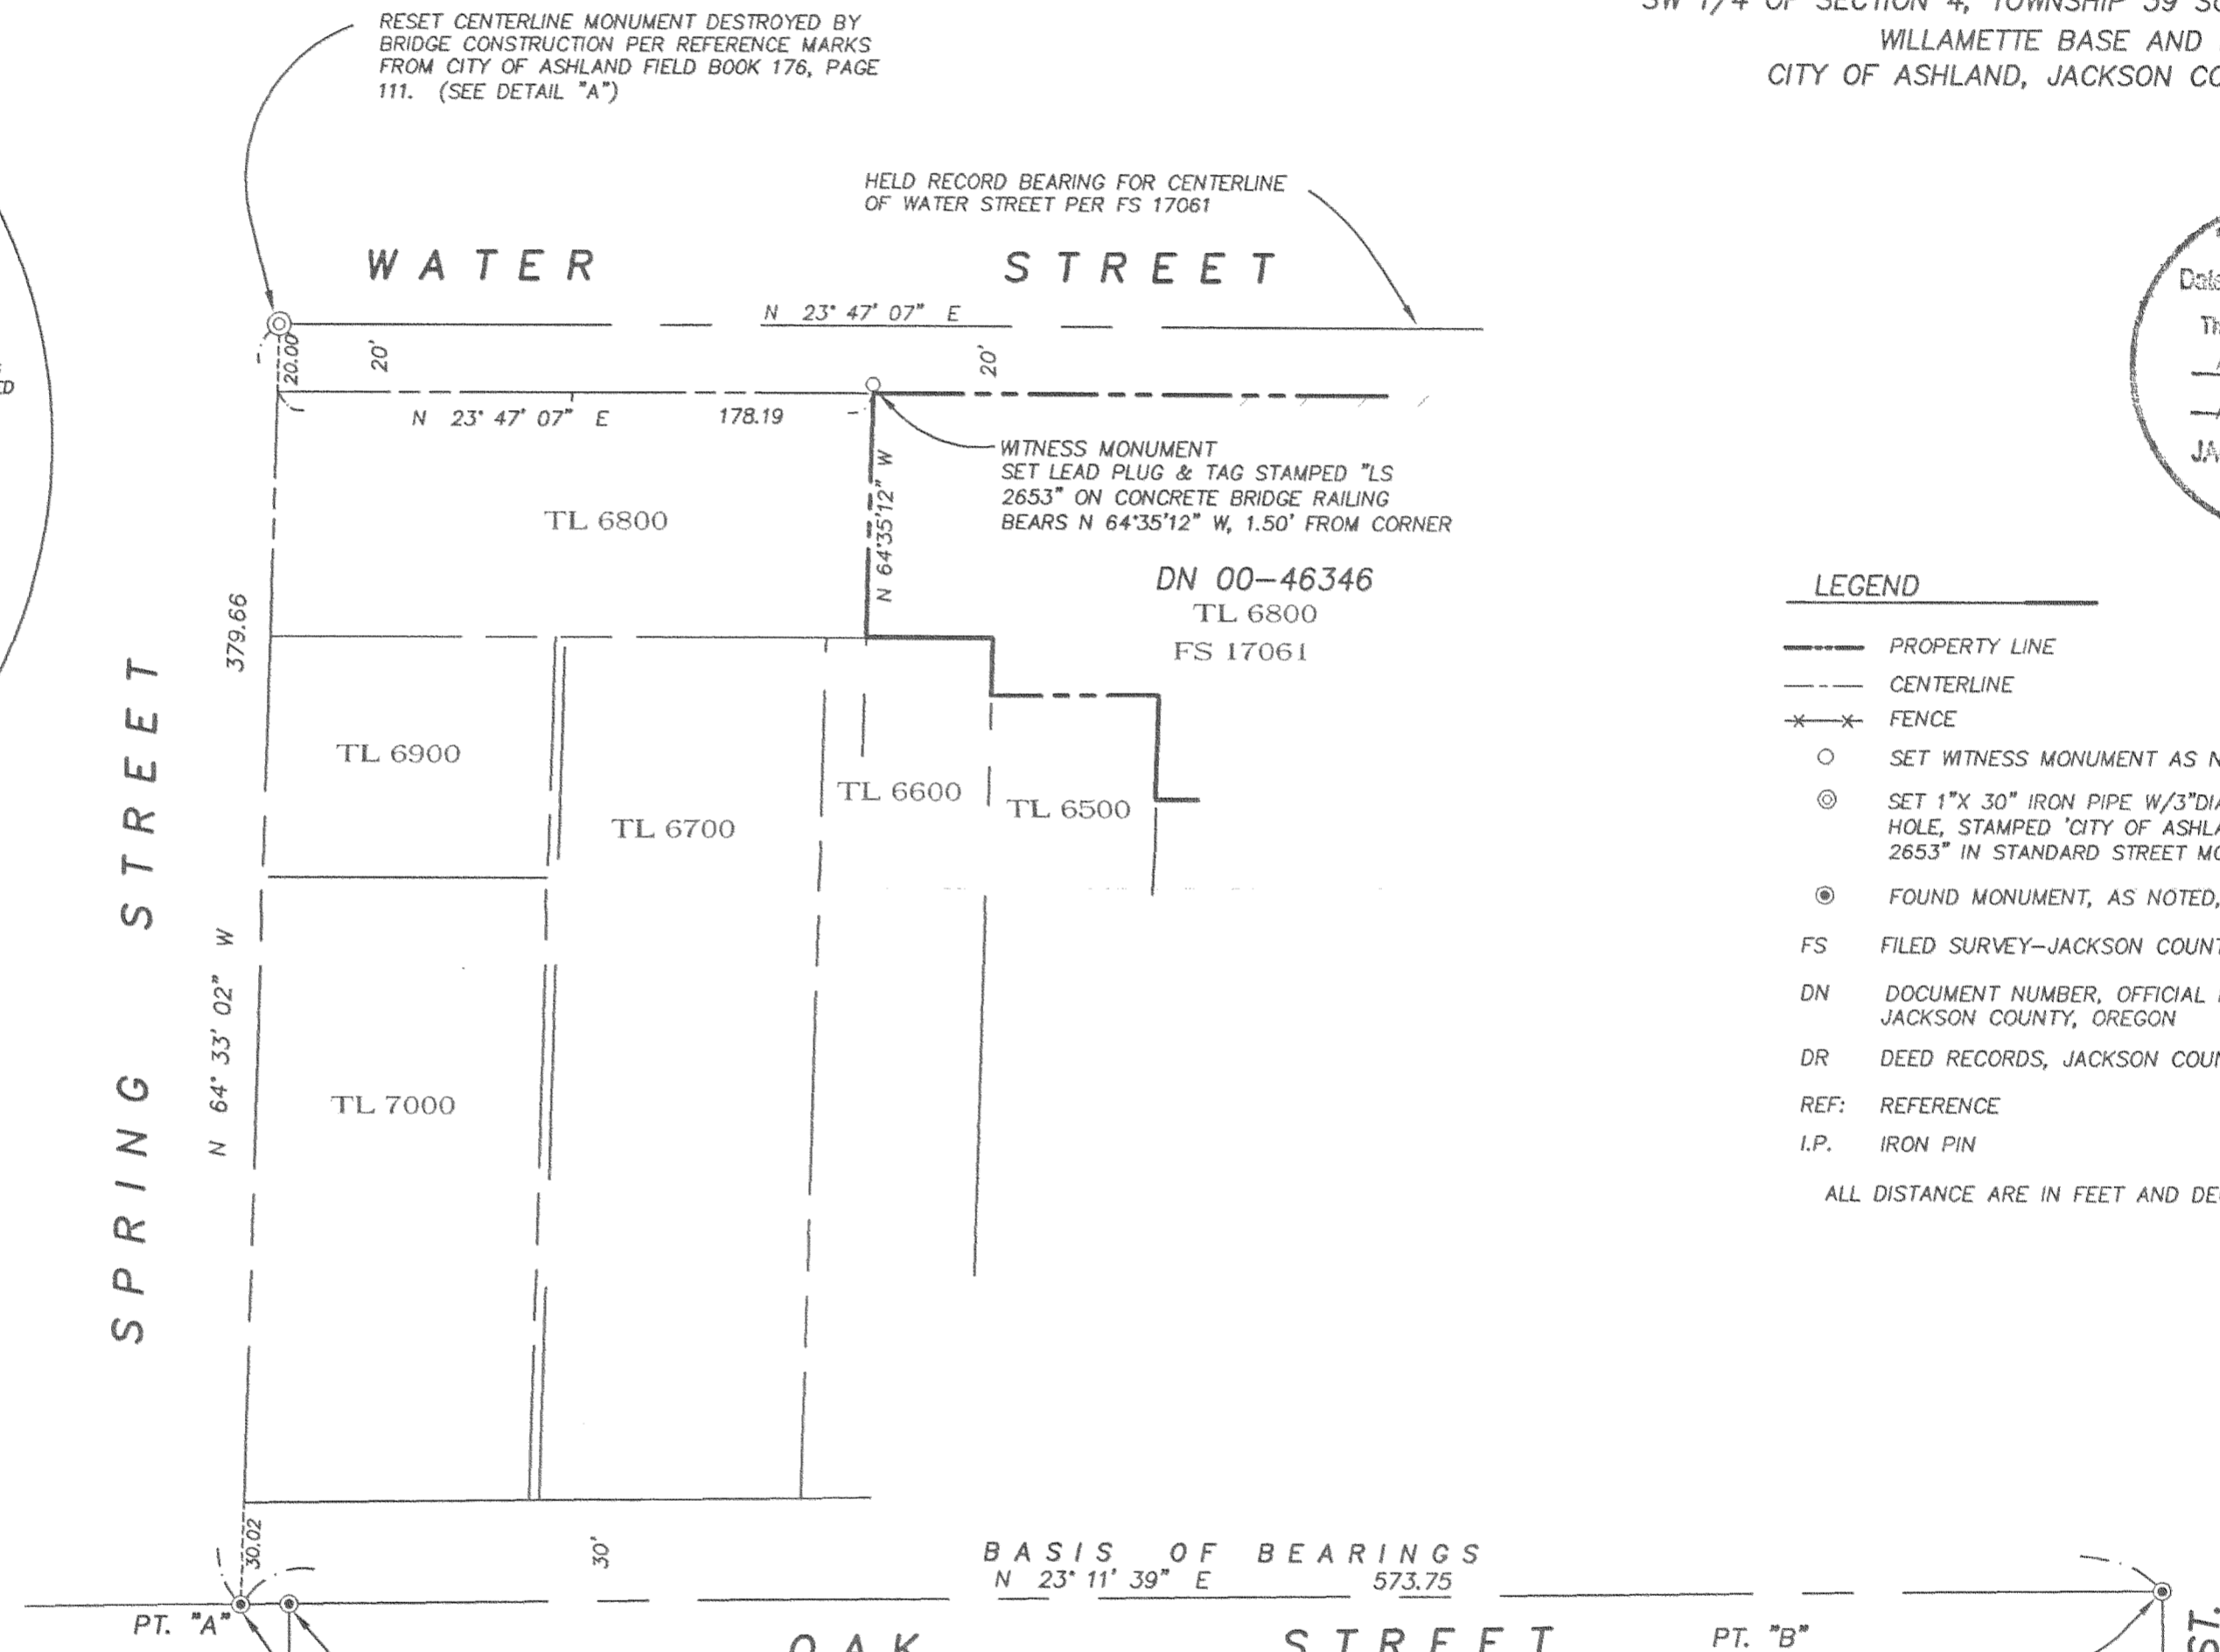 RESET CENTERLINE MONUMENT DESTROYED BY
BRIDGE CONSTRUCTION PER REFERENCE MARKS
FROM CITY OF ASHLAND FIELD BOOK 176, PAGE
111. (SEE DETAIL "A")
WILLAMETTE BASE AND
CITY OF ASHLAND, JACKSON CO
HELD RECORD BEARING FOR CENTERLINE
OF WATER STREET PER FS 17061
WATER STREET
N 23° 47' 07" E
20.00
20'
20'
N 23° 47' 07" E 178.19
WITNESS MONUMENT
SET LEAD PLUG & TAG STAMPED "LS
2653" ON CONCRETE BRIDGE RAILING
BEARS N 64°35'12" W, 1.50' FROM CORNER
N 64°35'12" W
TL 6800
DN 00-46346
TL 6800
FS 17061
379.66
SPRING STREET
N 64° 33' 02" W
TL 6900
TL 6700
TL 6600
TL 6500
TL 7000
30.02
30'
BASIS OF BEARINGS
N 23° 11' 39" E 573.75
PT. "A"
OAK STREET
PT. "B"
ST.
LEGEND
PROPERTY LINE
CENTERLINE
FENCE
SET WITNESS MONUMENT AS N
SET 1"X 30" IRON PIPE W/3"DIA
HOLE, STAMPED 'CITY OF ASHLA
2653" IN STANDARD STREET MO
FOUND MONUMENT, AS NOTED,
FS FILED SURVEY-JACKSON COUNT
DN DOCUMENT NUMBER, OFFICIAL
JACKSON COUNTY, OREGON
DR DEED RECORDS, JACKSON COUN
REF: REFERENCE
I.P. IRON PIN
ALL DISTANCE ARE IN FEET AND DE